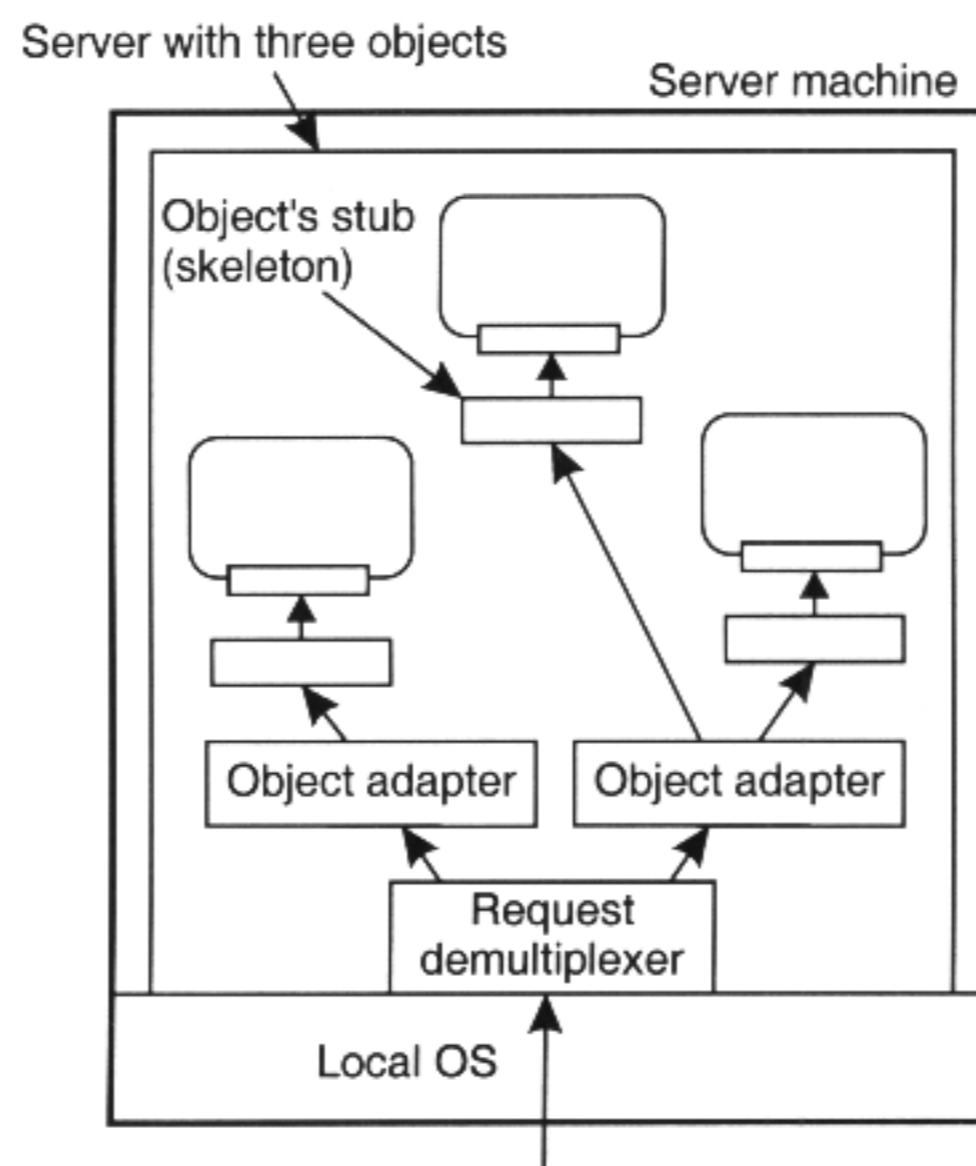 Server with three objects
Server machine
Object's stub
(skeleton)
Object adapter
Object adapter
Request
demultiplexer
Local OS